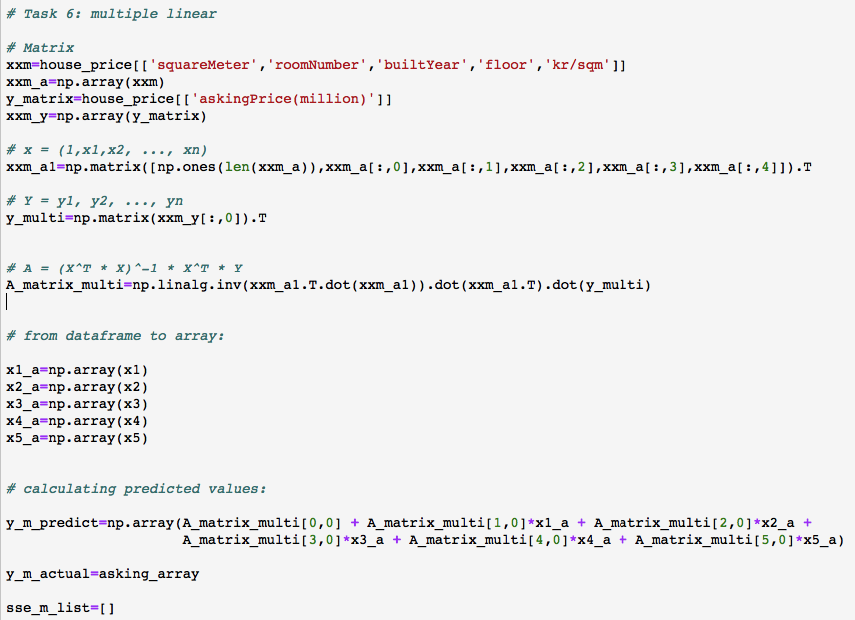 # Task 6: multiple linear
# Matrix
xxm=house_price[['squareMeter','roomNumber','builtYear','floor','kr/sqm']]
xxm_a=np.array(xxm)
y_matrix=house_price[['askingPrice(million)']]
xxm_y=np.array(y_matrix)
# x = (1,x1,x2, ..., xn)
xxm_a1=np.matrix([np.ones(len(xxm_a)),xxm_a[:,0],xxm_a[:,1],xxm_a[:,2],xxm_a[:,3],xxm_a[:,4]]).T
# Y = y1, y2, ..., yn
y_multi=np.matrix(xxm_y[:,0]).T
# A = (X^T * X)^-1 * X^T * Y
A_matrix_multi=np.linalg.inv(xxm_a1.T.dot(xxm_a1)).dot(xxm_a1.T).dot(y_multi)
# from dataframe to array:
x1_a=np.array(x1)
x2_a=np.array(x2)
x3_a=np.array(x3)
x4_a=np.array(x4)
x5_a=np.array(x5)
# calculating predicted values:
y_m_predict=np.array(A_matrix_multi[0,0] + A_matrix_multi[1,0]*x1_a + A_matrix_multi[2,0]*x2_a +
A_matrix_multi[3,0]*x3_a + A_matrix_multi[4,0]*x4_a + A_matrix_multi[5,0]*x5_a)
y_m_actual=asking_array
sse_m_list=[]